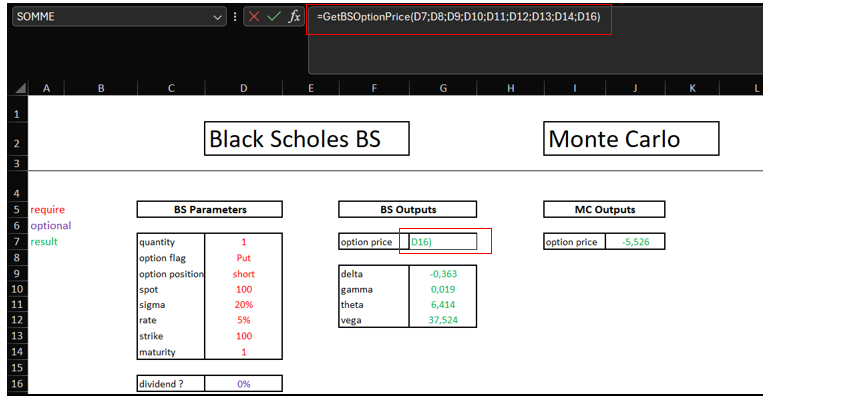 SOMME
fx
=GetBSOptionPrice(D7;D8;D9;D10;D11;D12;D13;D14;D16)
A B C D E F G H I J K L
1
2 Black Scholes BS Monte Carlo
3
4
5 require BS Parameters BS Outputs MC Outputs
6 optional
7 result quantity 1 option price D16) option price -5,526
8 option flag Put
9 option position short delta -0,363
10 spot 100 gamma 0,019
11 sigma 20% theta 6,414
12 rate 5% vega 37,524
13 strike 100
14 maturity 1
15
16 dividend ? 0%